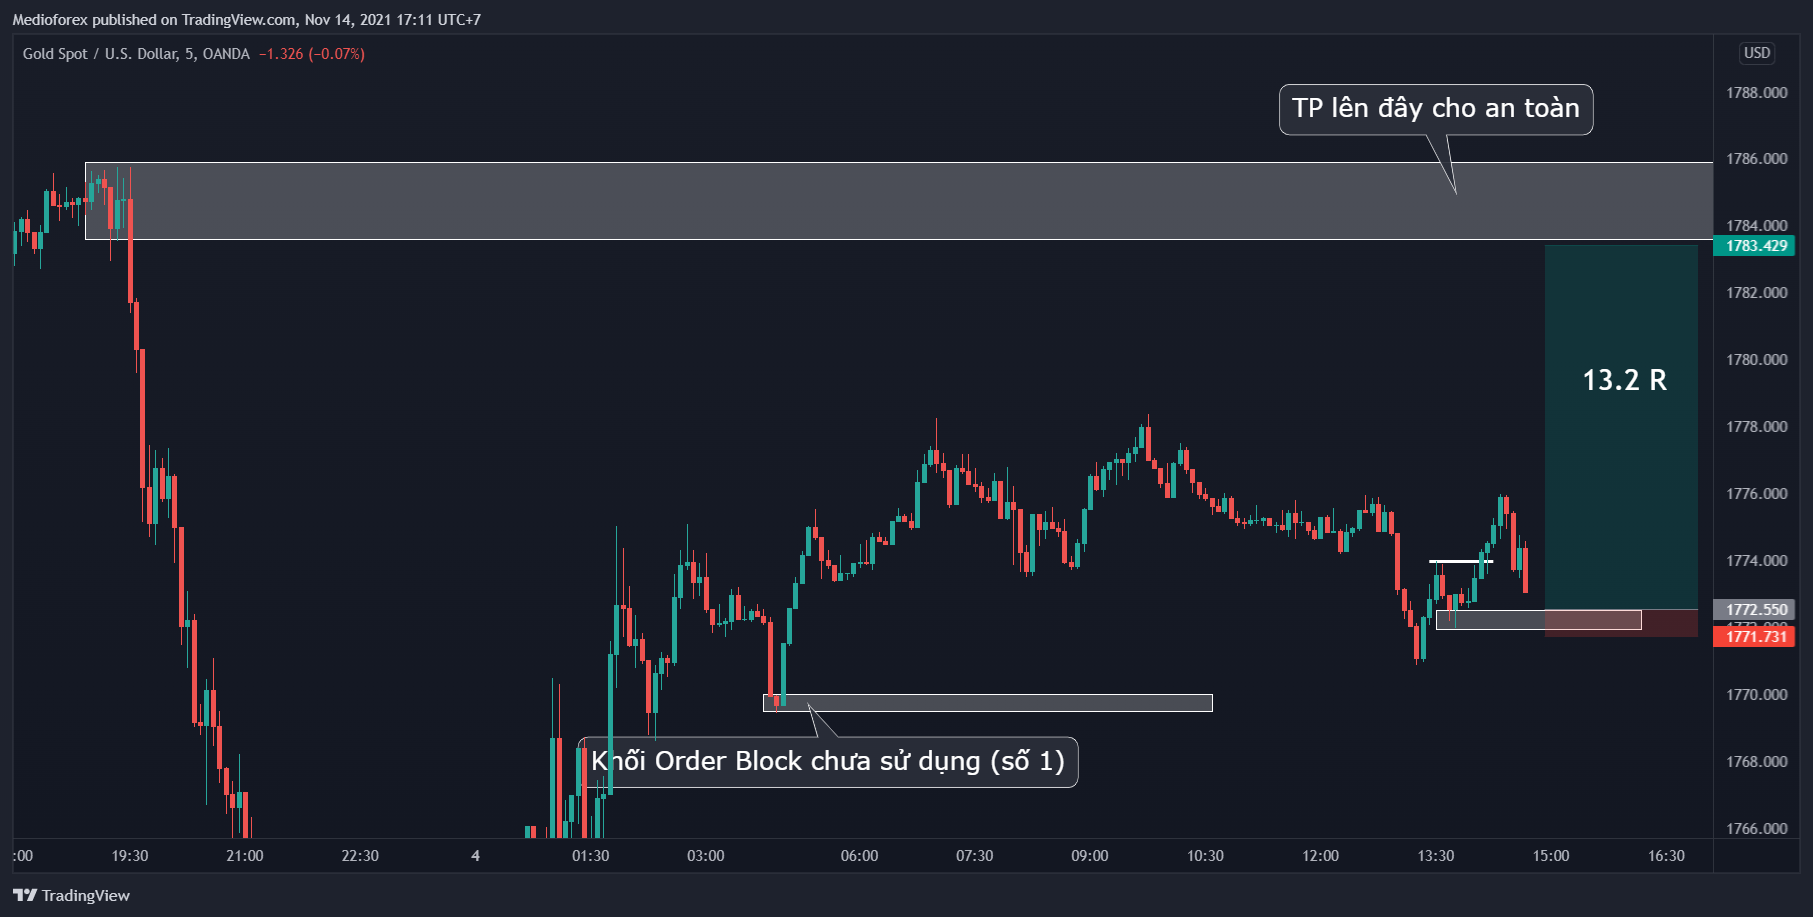 Medioforex published on TradingView.com, Nov 14, 2021 17:11 UTC+7
Gold Spot / U.S. Dollar, 5, OANDA −1.326 (−0.07%)
USD
1788.000
TP lên đây cho an toàn
1786.000
1784.000
1783.429
1782.000
1780.000
13.2 R
1778.000
1776.000
1774.000
1772.550
1772.000
1771.731
1770.000
Khối Order Block chưa sử dụng (số 1)
1768.000
1766.000
:00 19:30 21:00 22:30 4 01:30 03:00 06:00 07:30 09:00 10:30 12:00 13:30 15:00 16:30
TradingView